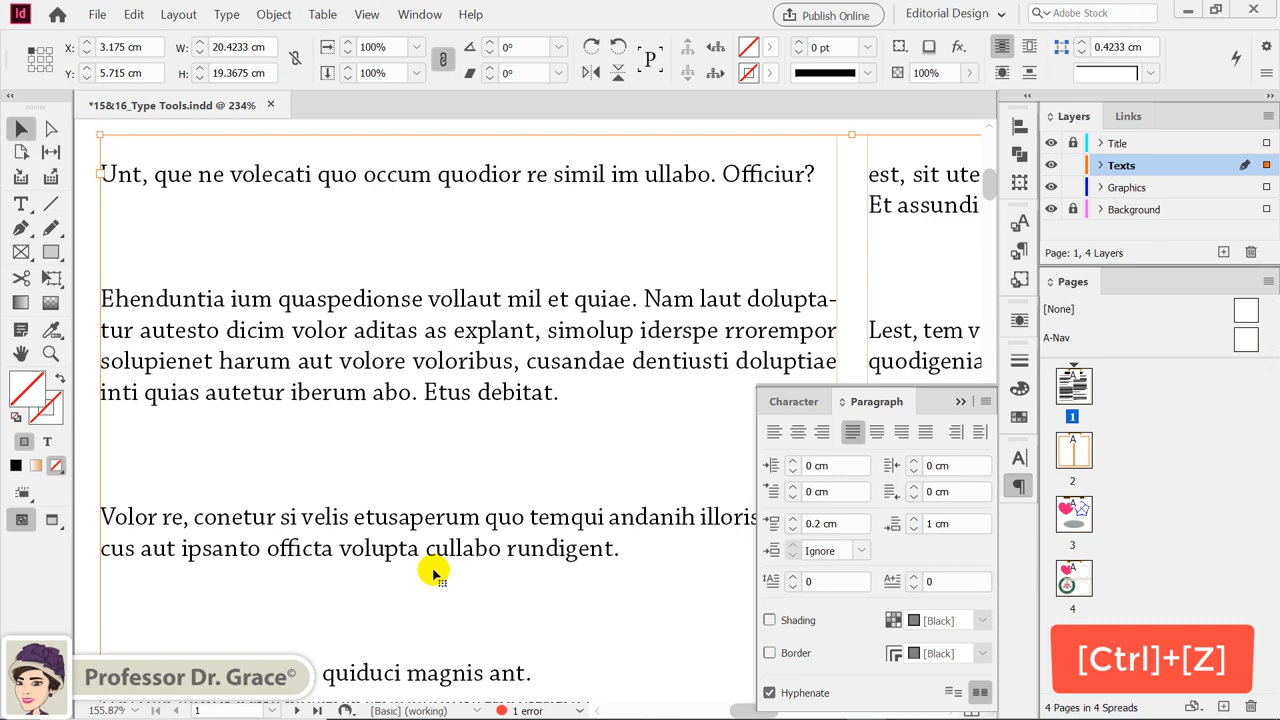 Id
File Edit Layout Type Object Table View Window Help
Publish Online
Editorial Design
Adobe Stock
X: 3.175 cm
W: 20.4233 cm
100%
0°
0 pt
0.4233 cm
Y: 5.715 cm
H: 19.3675 cm
100%
0°
P
fx.
100%
*15&16_Type Tools.indd @ 234%
Unt, que ne volecati quo occum quodior re simil im ullabo. Officiur?
Ehenduntia ium quaspedionse vollaut mil et quiae. Nam laut dolupta-
tur autesto dicim volor aditas as explant, simolup iderspe rrorempor
solupienet harum aut volore voloribus, cusandae dentiusti doluptiae
inti quias autetur iberum abo. Etus debitat.
Volor re, conetur si velis etusaperum quo temqui andanih illoris
cus aut ipsanto officta volupta cullabo rundigent.
quiduci magnis ant.
est, sit ute
Et assundi
Lest, tem v
quodigenia
Character
Paragraph
0 cm
0 cm
0 cm
0 cm
0.2 cm
1 cm
Ignore
0
0
Shading
[Black]
Border
[Black]
Hyphenate
Layers
Links
Title
Texts
Graphics
Background
Page: 1, 4 Layers
Pages
[None]
A-Nav
A
1
A
2
A
3
A
4
4 Pages in 4 Spreads
[Ctrl]+[Z]
Professor Dr. Grace©
155.87%
1
[Basic] (working)
1 error